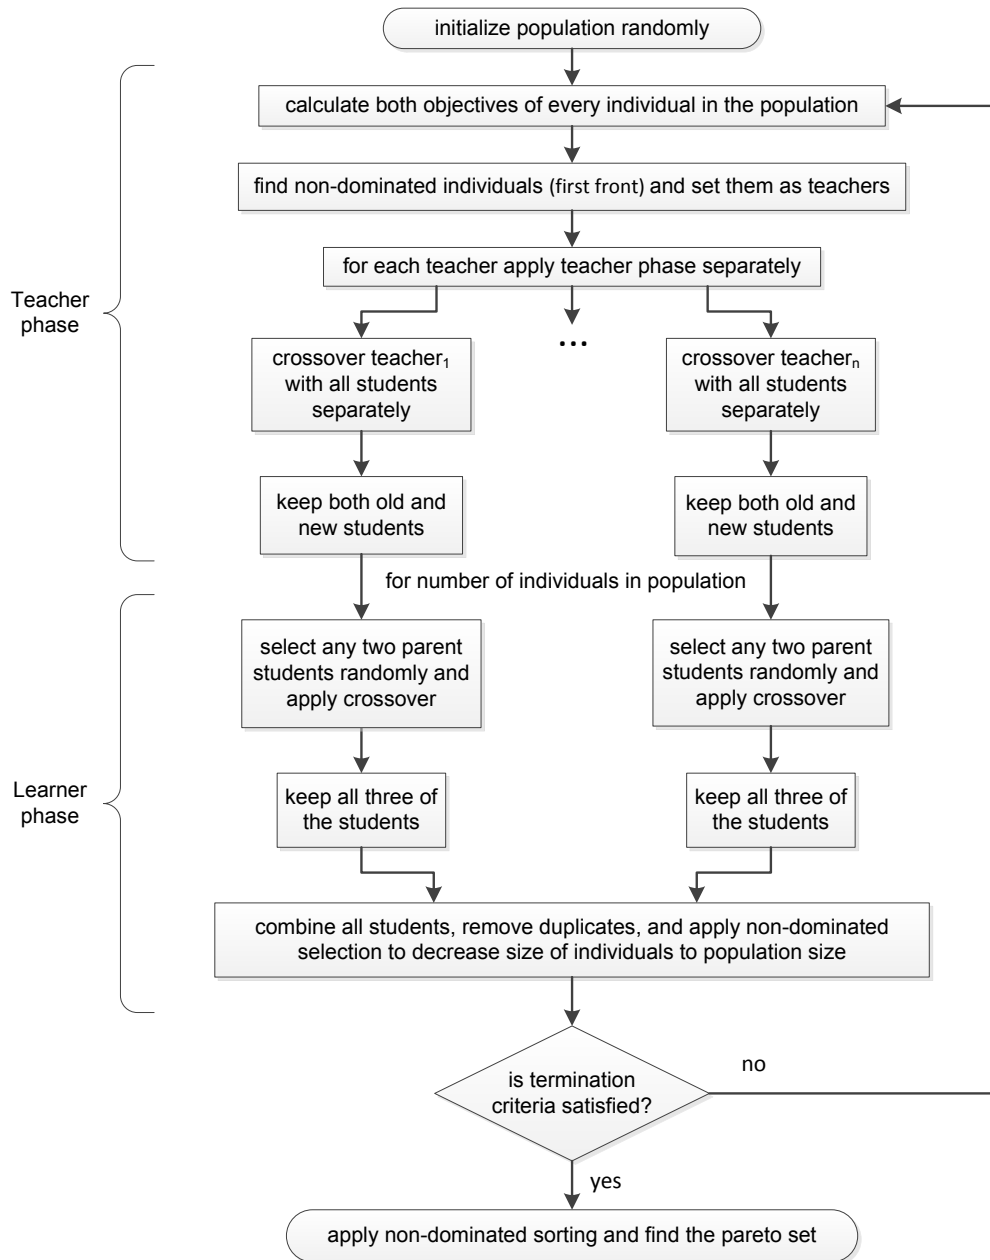 initialize population randomly
calculate both objectives of every individual in the population
find non-dominated individuals (first front) and set them as teachers
for each teacher apply teacher phase separately
Teacher
phase
...
crossover teacher₁
with all students
separately
crossover teacherₙ
with all students
separately
keep both old and
new students
keep both old and
new students
for number of individuals in population
select any two parent
students randomly and
apply crossover
select any two parent
students randomly and
apply crossover
Learner
phase
keep all three of
the students
keep all three of
the students
combine all students, remove duplicates, and apply non-dominated
selection to decrease size of individuals to population size
is termination
criteria satisfied?
no
yes
apply non-dominated sorting and find the pareto set